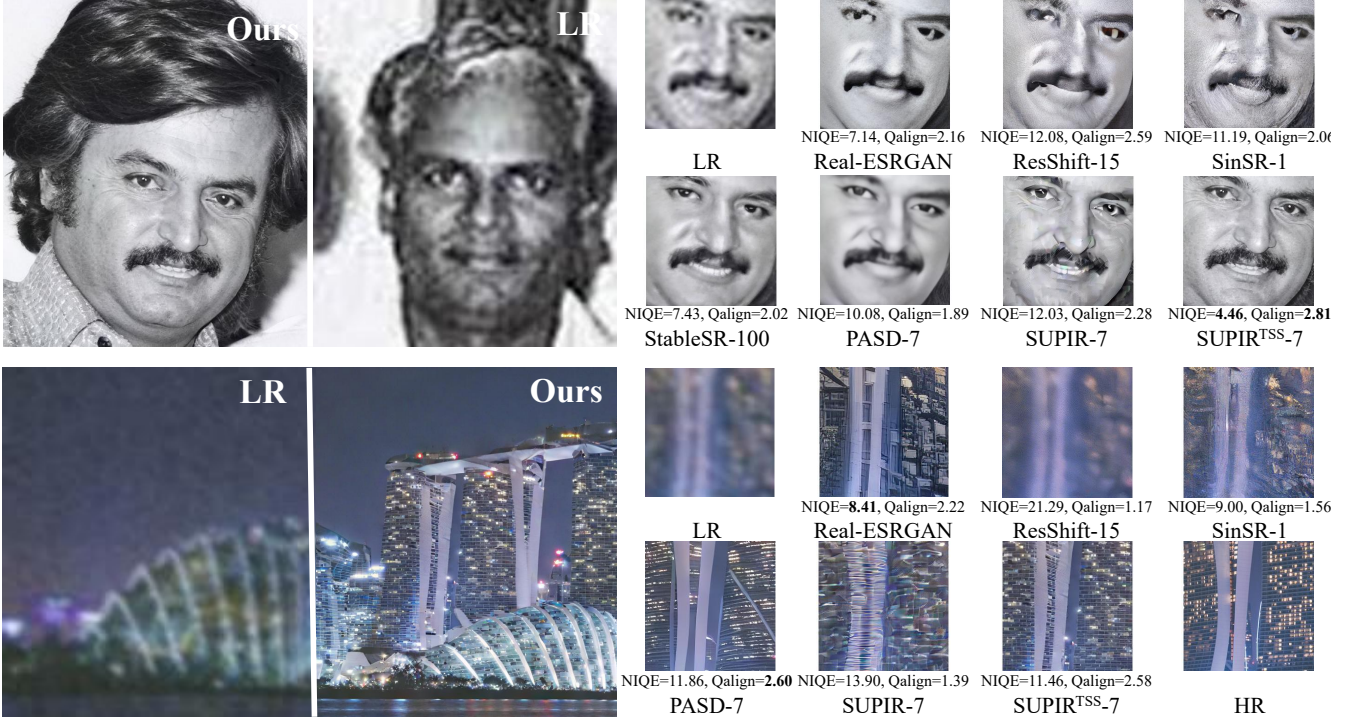 Ours
LR
NIQE=7.14, Qalign=2.16
NIQE=12.08, Qalign=2.59
NIQE=11.19, Qalign=2.06
LR
Real-ESRGAN
ResShift-15
SinSR-1
NIQE=7.43, Qalign=2.02
NIQE=10.08, Qalign=1.89
NIQE=12.03, Qalign=2.28
NIQE=4.46, Qalign=2.81
StableSR-100
PASD-7
SUPIR-7
SUPIRTSS-7
LR
Ours
NIQE=8.41, Qalign=2.22
NIQE=21.29, Qalign=1.17
NIQE=9.00, Qalign=1.56
LR
Real-ESRGAN
ResShift-15
SinSR-1
NIQE=11.86, Qalign=2.60
NIQE=13.90, Qalign=1.39
NIQE=11.46, Qalign=2.58
PASD-7
SUPIR-7
SUPIRTSS-7
HR